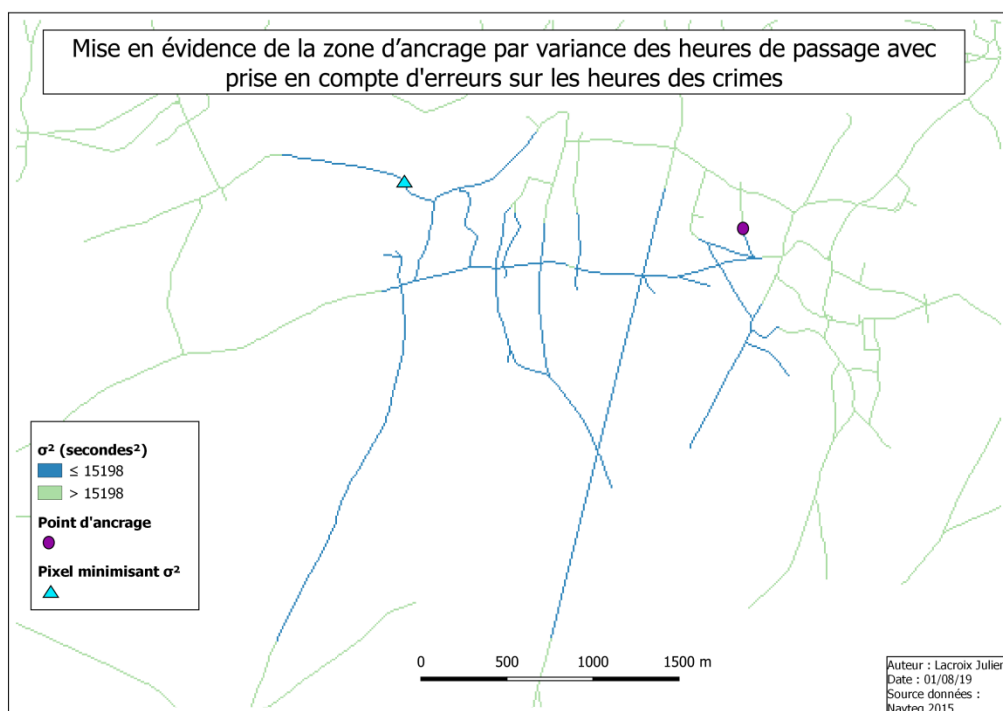 Mise en évidence de la zone d’ancrage par variance des heures de passage avec
prise en compte d'erreurs sur les heures des crimes
σ² (secondes²)
≤ 15198
> 15198
Point d'ancrage
Pixel minimisant σ²
0 500 1000 1500 m
Auteur : Lacroix Julien
Date : 01/08/19
Source données :
Navteq 2015